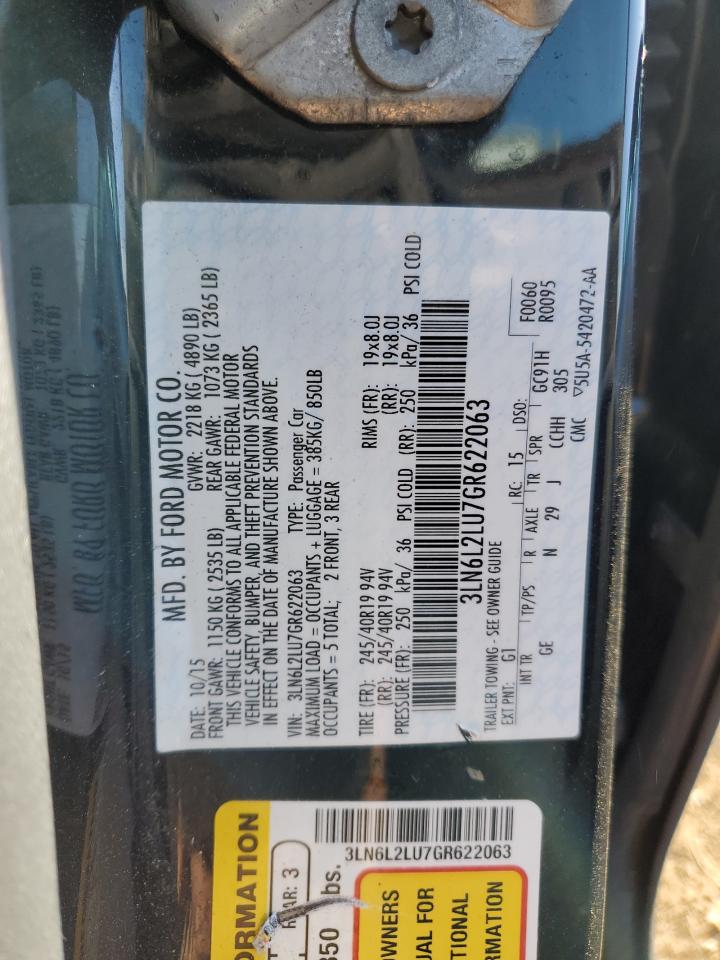 MFD. BY FORD MOTOR CO.
DATE: 10/15 GVWR: 2218 KG ( 4890 LB)
FRONT GAWR: 1150 KG ( 2535 LB) REAR GAWR: 1073 KG ( 2365 LB)
THIS VEHICLE CONFORMS TO ALL APPLICABLE FEDERAL MOTOR
VEHICLE SAFETY, BUMPER, AND THEFT PREVENTION STANDARDS
IN EFFECT ON THE DATE OF MANUFACTURE SHOWN ABOVE.
VIN: 3LN6L2LU7GR622063 TYPE: Passenger Car
MAXIMUM LOAD = OCCUPANTS + LUGGAGE = 385KG/ 850LB
OCCUPANTS = 5 TOTAL; 2 FRONT, 3 REAR
TIRE (FR): 245/40R19 94V RIMS (FR): 19x8.0J
(RR): 245/40R19 94V (RR): 19x8.0J
PRESSURE (FR): 250 kPa/ 36 PSI COLD (RR): 250 kPa/ 36 PSI COLD
3LN6L2LU7GR622063
TRAILER TOWING - SEE OWNER GUIDE
EXT PNT: G1 RC: 15 DSO: F0060
R0095
INT TR TP/PS R AXLE TR SPR GC91H
GE N 29 J CCHH 305
CMC ▽5U5A-5420472-AA
3LN6L2LU7GR622063
ORMATION
REAR: 3
350 lbs.
OWNERS
UAL FOR
TIONAL
RMATION